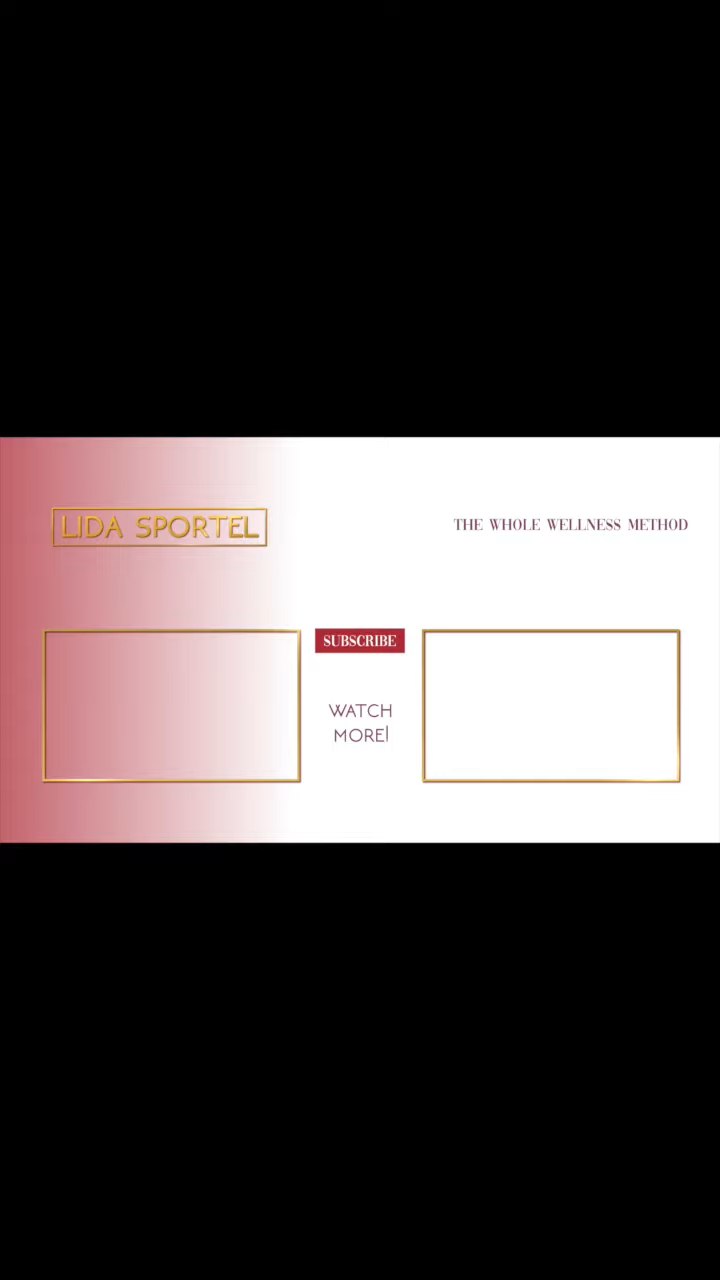 LIDA SPORTEL
THE WHOLE WELLNESS METHOD
SUBSCRIBE
WATCH
MORE!